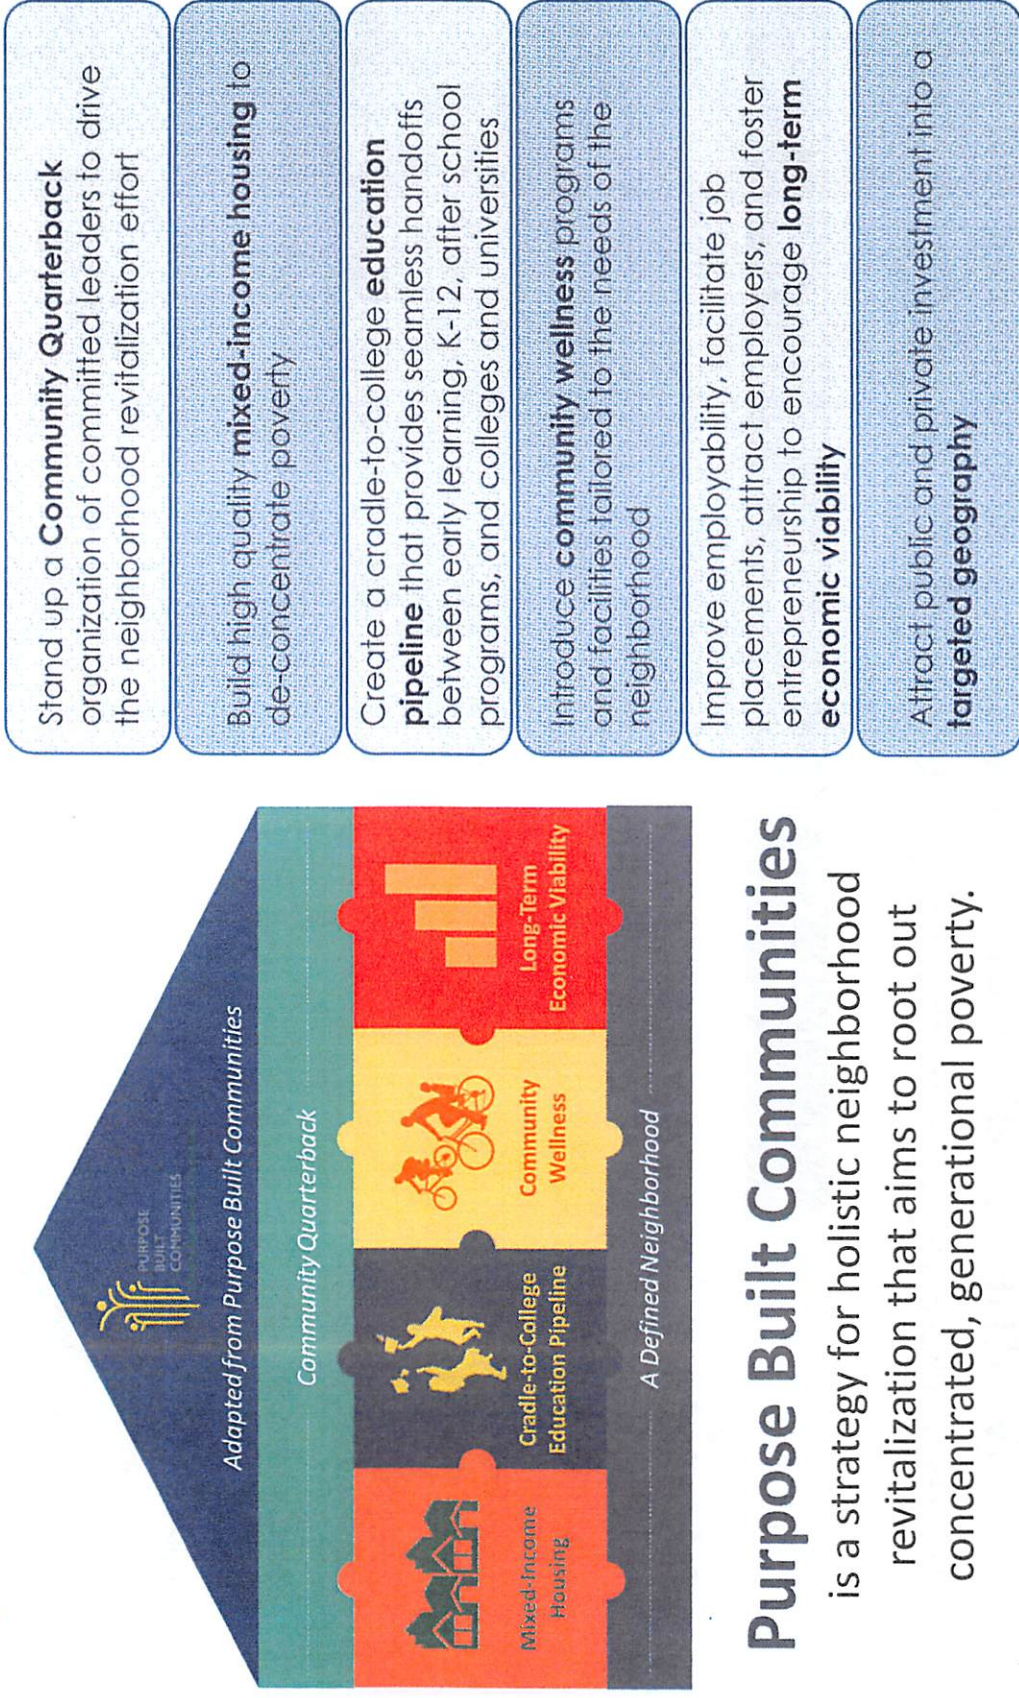 PURPOSE
BUILT
COMMUNITIES
Adapted from Purpose Built Communities
Community Quarterback
Mixed-Income
Housing
Cradle-to-College
Education Pipeline
Community
Wellness
Long-Term
Economic Viability
A Defined Neighborhood
Purpose Built Communities
is a strategy for holistic neighborhood
revitalization that aims to root out
concentrated, generational poverty.
Stand up a Community Quarterback
organization of committed leaders to drive
the neighborhood revitalization effort
Build high quality mixed-income housing to
de-concentrate poverty
Create a cradle-to-college education
pipeline that provides seamless handoffs
between early learning, K-12, after school
programs, and colleges and universities
Introduce community wellness programs
and facilities tailored to the needs of the
neighborhood
Improve employability, facilitate job
placements, attract employers, and foster
entrepreneurship to encourage long-term
economic viability
Attract public and private investment into a
targeted geography